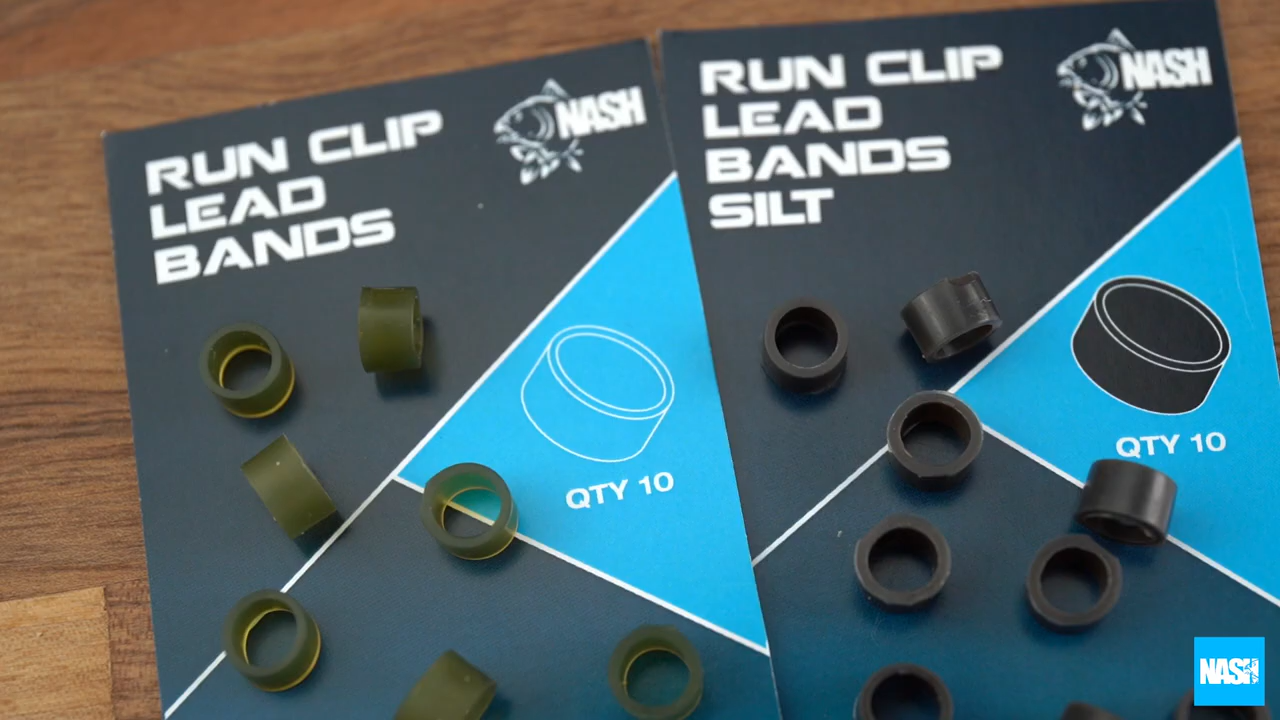 RUN CLIP
LEAD
BANDS
NASH
QTY 10
RUN CLIP
LEAD
BANDS
SILT
NASH
QTY 10
NASH